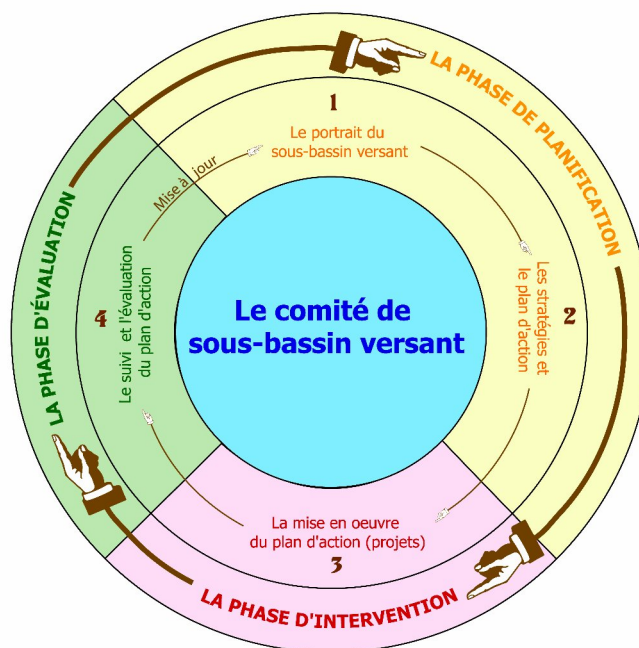 LA PHASE DE PLANIFICATION
1
Le portrait du
sous-bassin versant
Mise à jour
Les stratégies et
le plan d'action
2
Le comité de
sous-bassin versant
LA PHASE D'ÉVALUATION
4
Le suivi et l'évaluation
du plan d'action
La mise en oeuvre
du plan d'action (projets)
3
LA PHASE D'INTERVENTION